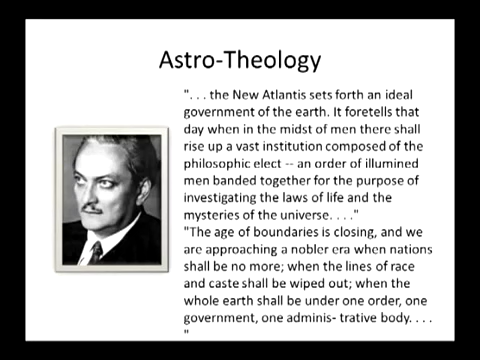 Astro-Theology
". . . the New Atlantis sets forth an ideal
government of the earth. It foretells that
day when in the midst of men there shall
rise up a vast institution composed of the
philosophic elect -- an order of illumined
men banded together for the purpose of
investigating the laws of life and the
mysteries of the universe. . . ."
"The age of boundaries is closing, and we
are approaching a nobler era when nations
shall be no more; when the lines of race
and caste shall be wiped out; when the
whole earth shall be under one order, one
government, one adminis- trative body. . . .
"